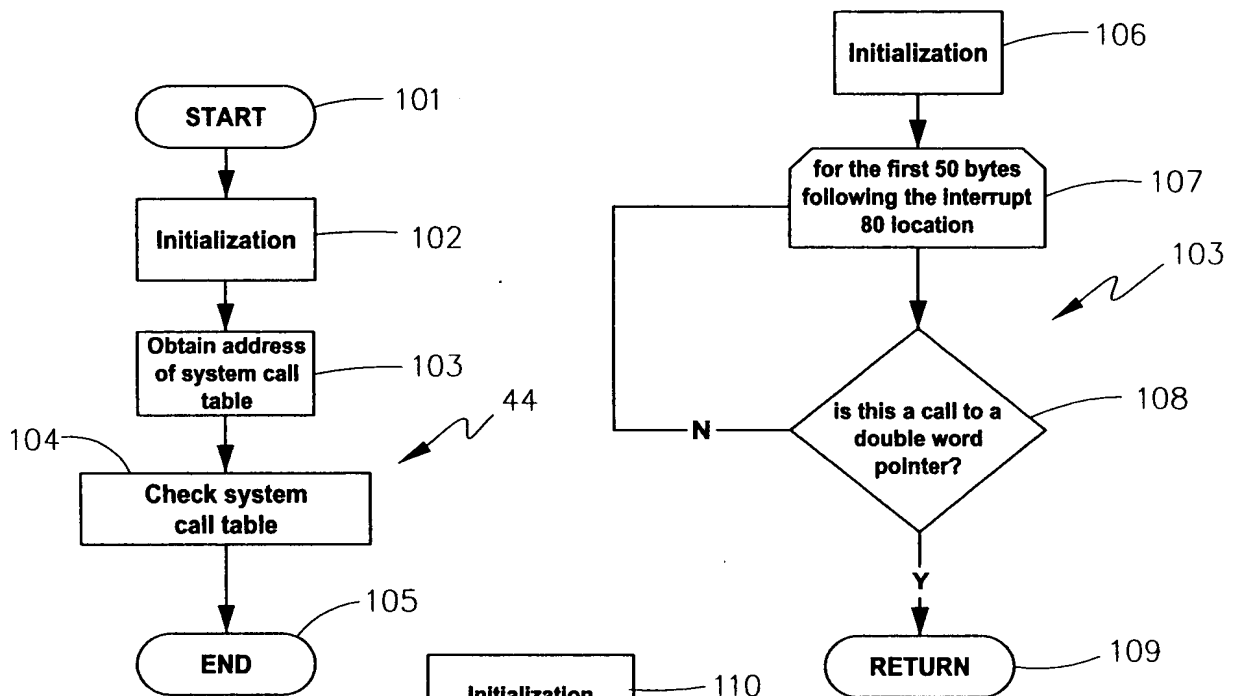 START
101
Initialization
102
Obtain address
of system call
table
103
44
104
Check system
call table
105
END
Initialization
106
for the first 50 bytes
following the interrupt
80 location
107
103
is this a call to a
double word
pointer?
108
N
Y
RETURN
109
Initialization
110